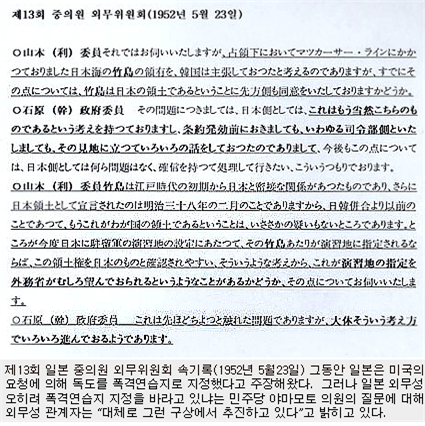 제13회 중의원 외무위원회(1952년 5월 23일)
○山本(利)委員それではお伺いいたしますが、占領下においてマツカーサー・ラインにかか
つておりました日本海の竹島の領有を、韓国は主張しておつたと考えるのでありますが、すでにそ
の点については、竹島は日本の領土であるということに先方側も同意をいたしておりますかどうか。
○石原(幹)政府委員　その問題につきましては、日本側としては、これはもう当然こちらのも
のであるという考えを持つておりますし、条約発効前におきましても、いわゆる司令部側といた
しましても、その見地に立つていろいろの話をしておつたのでありまして、今後もこの点につい
ては、日本側としては何ら問題はなく、確信を持つて処理して行きたい、こういうつもりでおります。
○山本(利)委員竹島は江戸時代の初期から日本と密接な関係があつたものであり、さらに
日本領土として宣言されたのは明治三十八年の二月のことでありますから、日韓併合より以前の
ことであつて、もうこれがわが国の領土であるということは、いささかの疑いもないところであります。と
ころが今度日本に駐留軍の演習地の設定にあたつて、その竹島あたりが演習地に指定されるな
らば、この領土権を日本のものと確認されやすい、そういうような考えから、これが演習地の指定を
外務省がむしろ望んでおられるというようなことがあるかどうか、その点についてお伺いいたしま
す。
○石原(幹)政府委員　これは先ほどちよつと触れた問題でありますが、大体そういう考え方
でいろいろ進んでおるようであります。
제13회 일본 중의원 외무위원회 속기록(1952년 5월23일) 그동안 일본은 미국의
요청에 의해 독도를 폭격연습지로 지정했다고 주장해왔다. 그러나 일본 외무성
오히려 폭격연습지 지정을 바라고 있냐는 민주당 야마모토 의원의 질문에 대해
외무성 관계자는 “대체로 그런 구상에서 추진하고 있다”고 밝히고 있다.